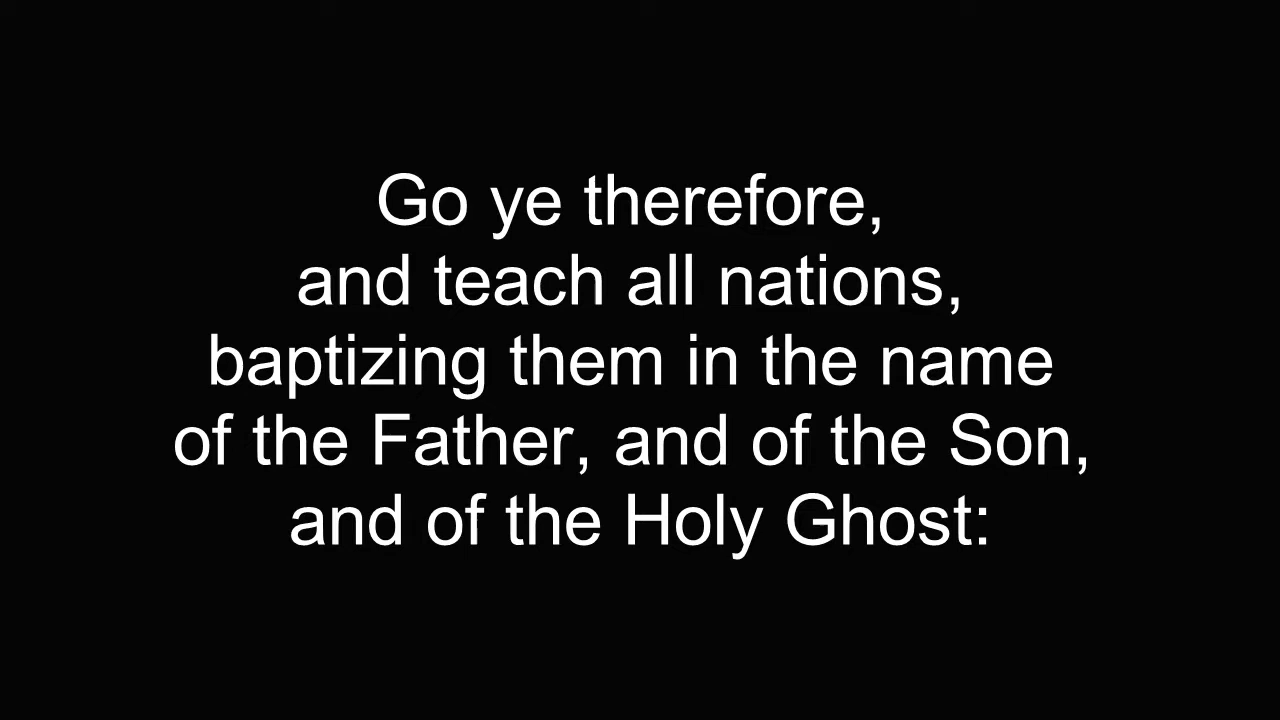 Go ye therefore,
and teach all nations,
baptizing them in the name
of the Father, and of the Son,
and of the Holy Ghost: